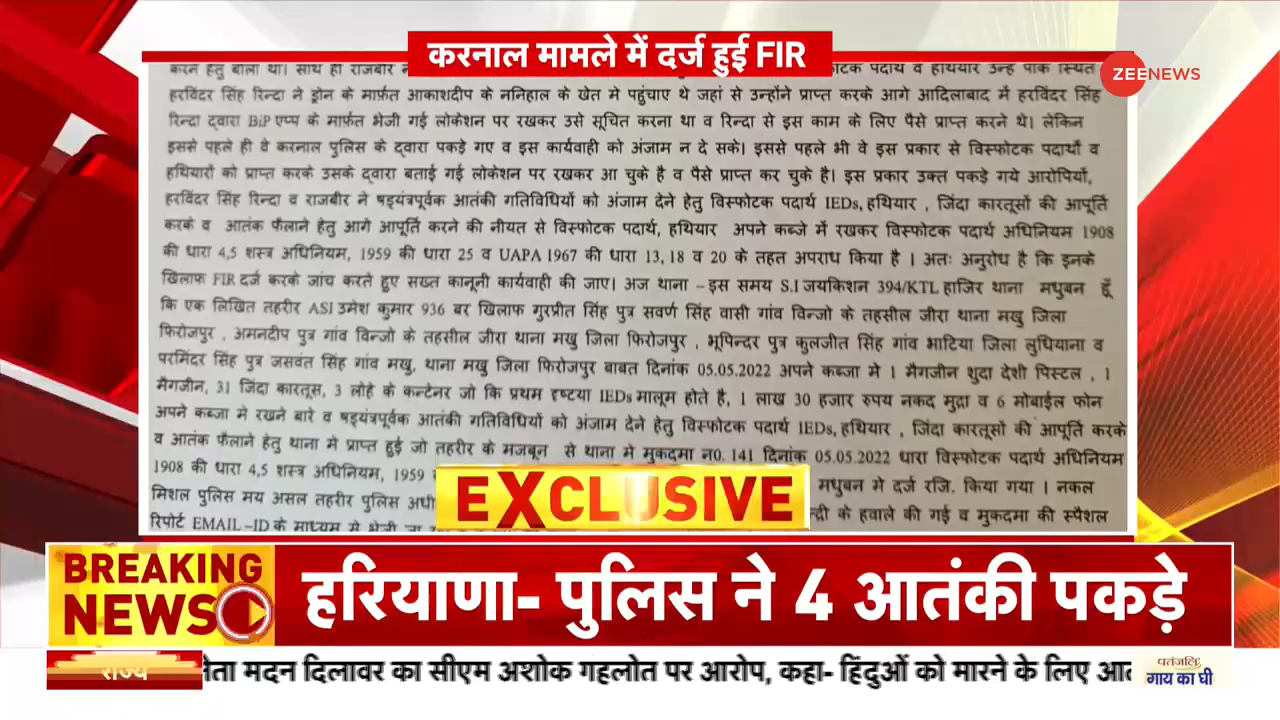 करनाल मामले में दर्ज हुई FIR
ZEENEWS
करने हेतु बोला था। साथ ही राजबीर
व हथियार उन्हे पाक स्थित
हरविंदर सिंह रिन्दा ने ड्रोन के मार्फ़त आकाशदीप के ननिहाल के खेत मे पहुंचाए थे जहां से उन्होंने प्राप्त करके आगे आदिलाबाद में हरविंदर सिंह
रिन्दा द्वारा BiP एप्प के मार्फत भेजी गई लोकेशन पर रखकर उसे सूचित करना था व रिन्दा से इस काम के लिए पैसे प्राप्त करने थे। लेकिन
इससे पहले ही वे करनाल पुलिस के द्वारा पकड़े गए व इस कार्यवाही को अंजाम न दे सके। इससे पहले भी वे इस प्रकार से विस्फोटक पदार्थों व
हथियारों को प्राप्त करके उसके द्वारा बताई गई लोकेशन पर रखकर आ चुके है व पैसे प्राप्त कर चुके है। इस प्रकार उक्त पकड़े गये आरोपियों,
हरविंदर सिंह रिन्दा व राजबीर ने षड़यंत्रपूर्वक आतंकी गतिविधियों को अंजाम देने हेतु विस्फोटक पदार्थ IEDs, हथियार , जिंदा कारतूसों की आपूर्ति
करके व आतंक फैलाने हेतु आगे आपूर्ति करने की नीयत से विस्फोटक पदार्थ, हथियार अपने कब्जे में रखकर विस्फोटक पदार्थ अधिनियम 1908
की धारा 4,5 शस्त्र अधिनियम, 1959 की धारा 25 व UAPA 1967 की धारा 13, 18 व 20 के तहत अपराध किया है । अतः अनुरोध है कि इनके
खिलाफ FIR दर्ज करके जांच करते हुए सख्त कानूनी कार्यवाही की जाए। अज थाना –इस समय S.I जयकिशन 394/KTL हाजिर थाना मधुबन हूँ
कि एक लिखित तहरीर ASI उमेश कुमार 936 बर खिलाफ गुरप्रीत सिंह पुत्र सवर्ण सिंह वासी गांव विन्जो के तहसील जीरा थाना मखु जिला
फिरोजपुर , अमनदीप पुत्र गांव विन्जो के तहसील जीरा थाना मखु जिला फिरोजपुर , भूपिन्दर पुत्र कुलजीत सिंह गांव भाटिया जिला लुधियाना व
परमिंदर सिंह पुत्र जसवंत सिंह गांव मखु, थाना मखु जिला फिरोजपुर बाबत दिनांक 05.05.2022 अपने कब्जा मे 1 मैगजीन शुदा देशी पिस्टल , 1
मैगजीन, 31 जिंदा कारतूस, 3 लोहे के कन्टेनर जो कि प्रथम दृष्टया IEDs मालूम होते है, 1 लाख 30 हजार रुपय नकद मुद्रा व 6 मोबाईल फोन
अपने कब्जा मे रखने बारे व षड़यंत्रपूर्वक आतंकी गतिविधियों को अंजाम देने हेतु विस्फोटक पदार्थ IEDs, हथियार , जिंदा कारतूसों की आपूर्ति करके
व आतंक फैलाने हेतु थाना मे प्राप्त हुई जो तहरीर के मजबून से थाना मे मुकदमा न0. 141 दिनांक 05.05.2022 धारा विस्फोटक पदार्थ अधिनियम
1908 की धारा 4,5 शस्त्र अधिनियम, 1959
मधुबन मे दर्ज रजि. किया गया । नकल
मिशल पुलिस मय असल तहरीर पुलिस
के हवाले की गई व मुकदमा की स्पैशल
रिपोर्ट EMAIL –ID के माध्यम से भेजी
EXCLUSIVE
BREAKING
NEWS
हरियाणा- पुलिस ने 4 आतंकी पकड़े
राज्य
मदन दिलावर का सीएम अशोक गहलोत पर आरोप, कहा- हिंदुओं को मारने के लिए
पतंजलि
गाय का घी